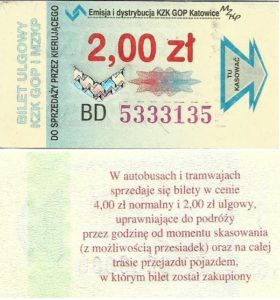 Emisja i dystrybucja KZK GOP Katowice
MZKP
BILET ULGOWY
KZK GOP I MZKP
DO SPRZEDAŻY PRZEZ KIERUJĄCEGO
2,00 zł
TU
KASOWAĆ
BD 5333135
W autobusach i tramwajach
sprzedaje się bilety w cenie
4,00 zł normalny i 2,00 zł ulgowy,
uprawniające do podróży
przez godzinę od momentu skasowania
(z możliwością przesiadek) oraz na całej
trasie przejazdu pojazdem,
w którym bilet został zakupiony